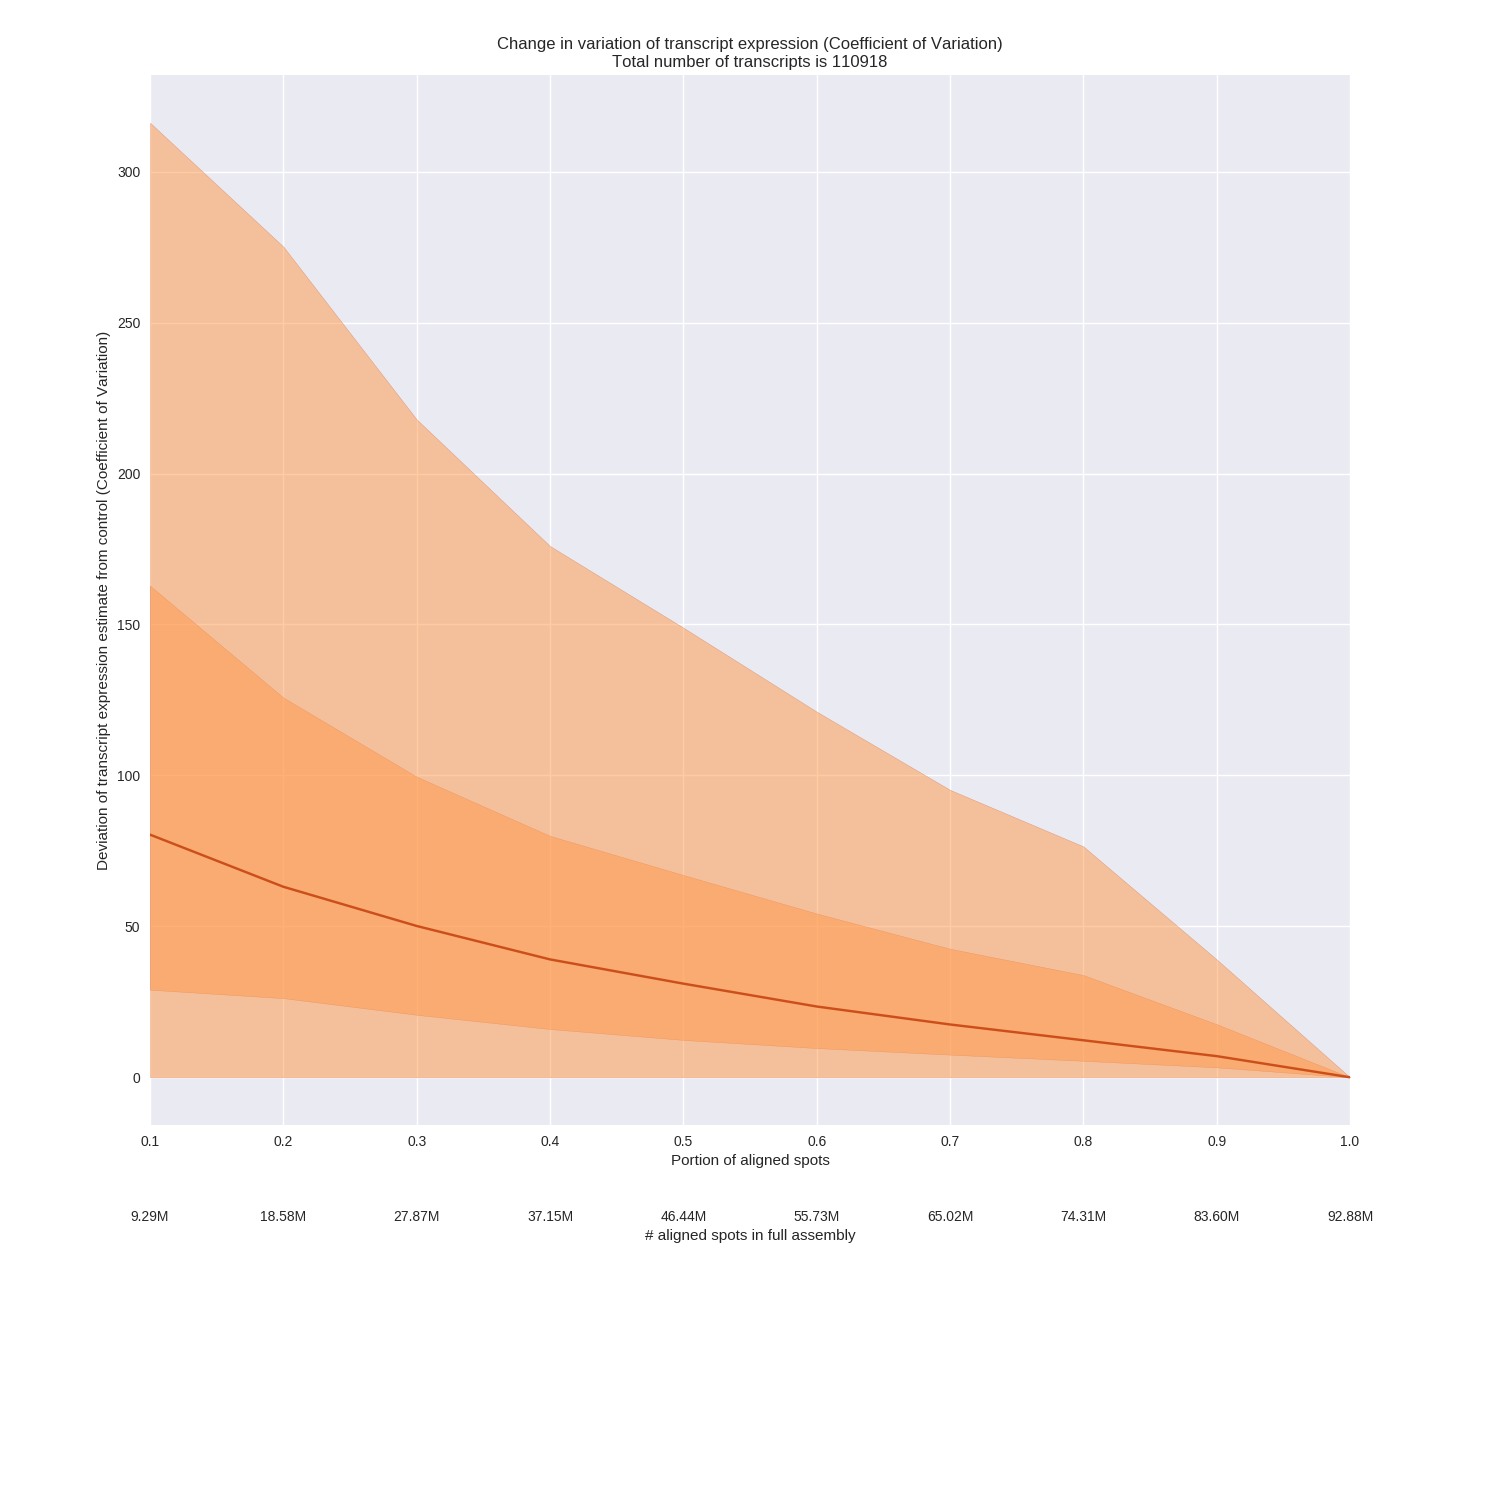 Change in variation of transcript expression (Coefficient of Variation)
Total number of transcripts is 110918
Deviation of transcript expression estimate from control (Coefficient of Variation)
300
250
200
150
100
50
0
0.1 0.2 0.3 0.4 0.5 0.6 0.7 0.8 0.9 1.0
Portion of aligned spots
9.29M 18.58M 27.87M 37.15M 46.44M 55.73M 65.02M 74.31M 83.60M 92.88M
# aligned spots in full assembly